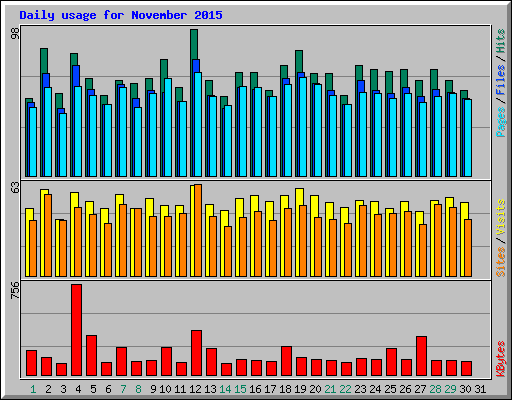 Daily usage for November 2015
98
Pages / Files / Hits
63
Sites / Visits
756
KBytes
1 2 3 4 5 6 7 8 9 10 11 12 13 14 15 16 17 18 19 20 21 22 23 24 25 26 27 28 29 30 31